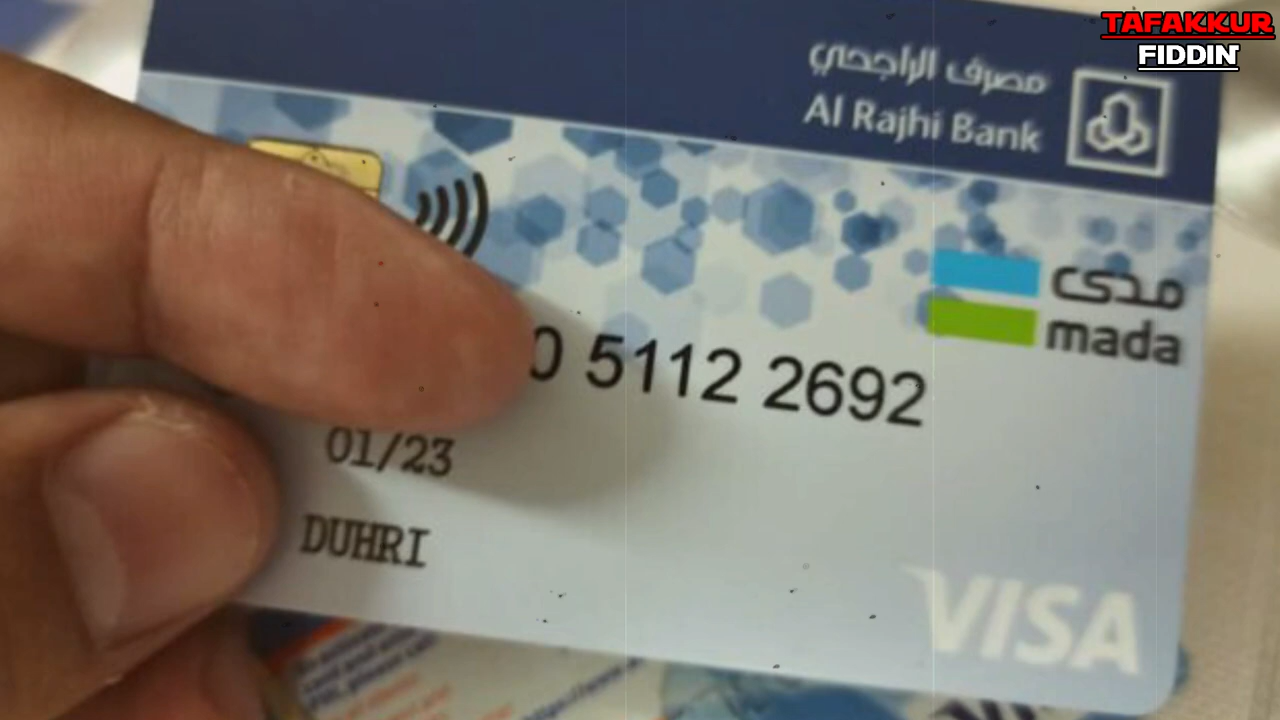 TAFAKKUR
FIDDIN
مصرف الراجحي
Al Rajhi Bank
مدى
mada
0 5112 2692
01/23
DUHRI
VISA